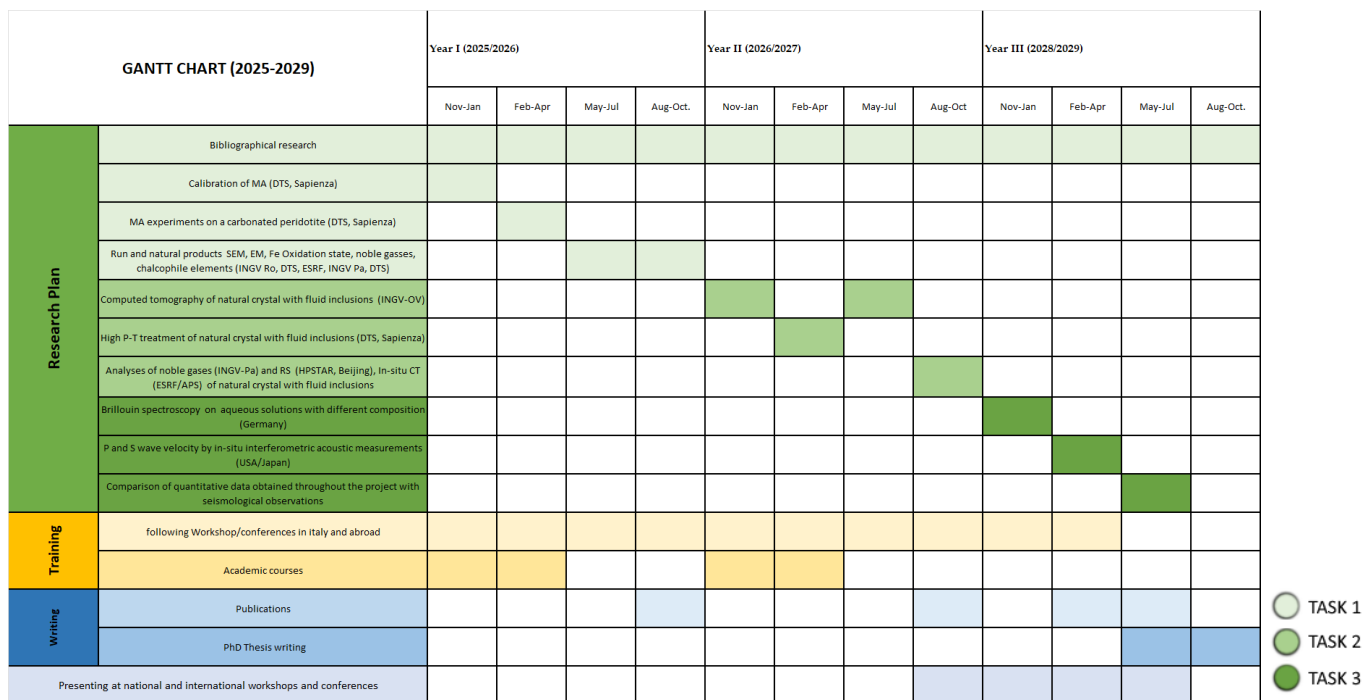 GANTT CHART (2025-2029)
Year I (2025/2026)
Year II (2026/2027)
Year III (2028/2029)
Nov-Jan
Feb-Apr
May-Jul
Aug-Oct.
Nov-Jan
Feb-Apr
May-Jul
Aug-Oct
Nov-Jan
Feb-Apr
May-Jul
Aug-Oct.
Research Plan
Bibliographical research
Calibration of MA (DTS, Sapienza)
MA experiments on a carbonated peridotite (DTS, Sapienza)
Run and natural products SEM, EM, Fe Oxidation state, noble gasses,
chalcophile elements (INGV Ro, DTS, ESRF, INGV Pa, DTS)
Computed tomography of natural crystal with fluid inclusions (INGV-OV)
High P-T treatment of natural crystal with fluid inclusions (DTS, Sapienza)
Analyses of noble gases (INGV-Pa) and RS (HPSTAR, Beijing), In-situ CT
(ESRF/APS) of natural crystal with fluid inclusions
Brillouin spectroscopy on aqueous solutions with different composition
(Germany)
P and S wave velocity by in-situ interferometric acoustic measurements
(USA/Japan)
Comparison of quantitative data obtained throughout the project with
seismological observations
Training
following Workshop/conferences in italy and abroad
Academic courses
Writing
Publications
PhD Thesis writing
Presenting at national and international workshops and conferences
TASK 1
TASK 2
TASK 3